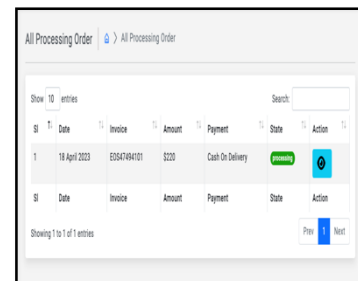 All Processing Order > All Processing Order
Show 10 entries Search:
Sl Date Invoice Amount Payment State Action
1 18 April 2023 EOS47494101 $220 Cash On Delivery processing
Sl Date Invoice Amount Payment State Action
Showing 1 to 1 of 1 entries Prev 1 Next